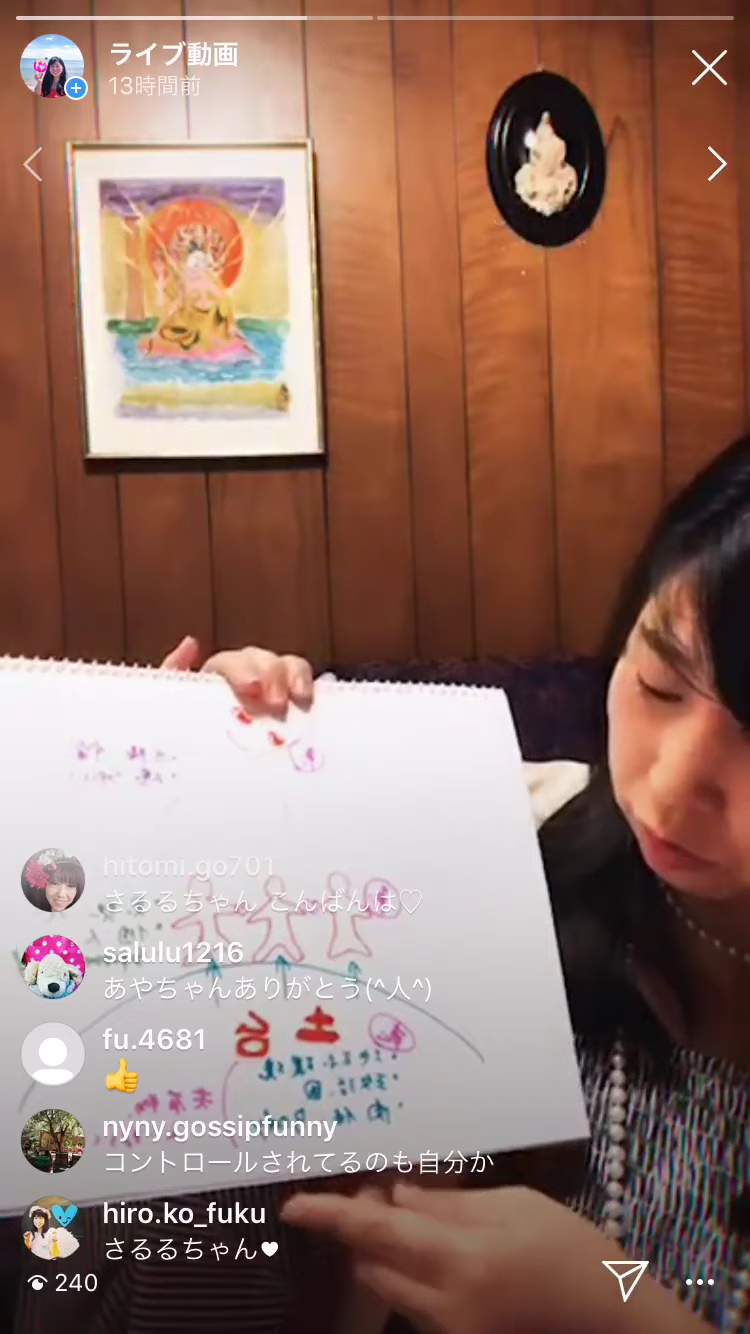 ライブ動画
13時間前
hitomi.go701
さるるちゃん こんばんは♡
salulu1216
あやちゃんありがとう(^人^)
fu.4681
👍
nyny.gossipfunny
コントロールされてるのも自分か
hiro.ko_fuku
さるるちゃん❤
240
土台